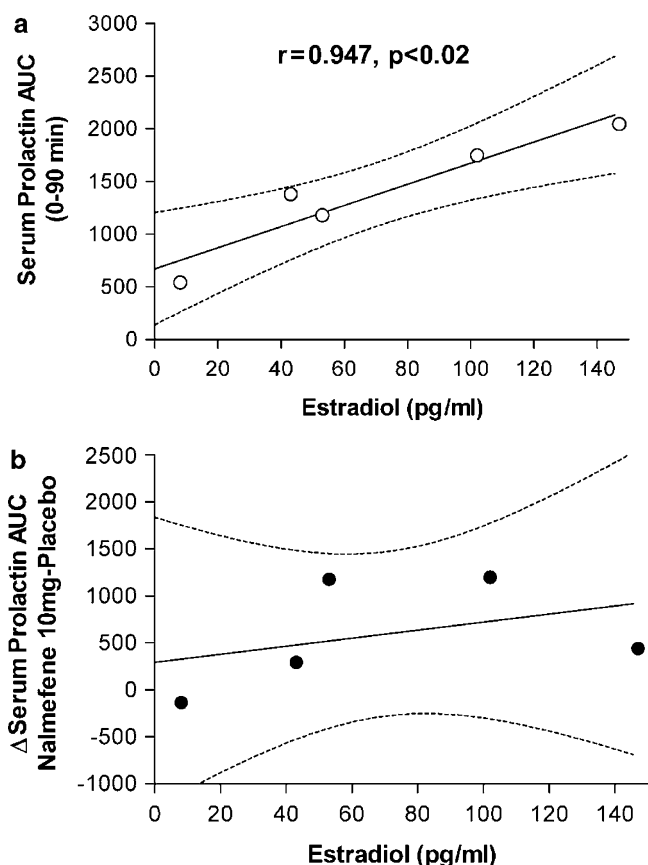 a
r=0.947, p<0.02
Serum Prolactin AUC
(0-90 min)
3000
2500
2000
1500
1000
500
0
0 20 40 60 80 100 120 140
Estradiol (pg/ml)
b
ΔSerum Prolactin AUC
Nalmefene 10mg-Placebo
2500
2000
1500
1000
500
0
-500
-1000
0 20 40 60 80 100 120 140
Estradiol (pg/ml)